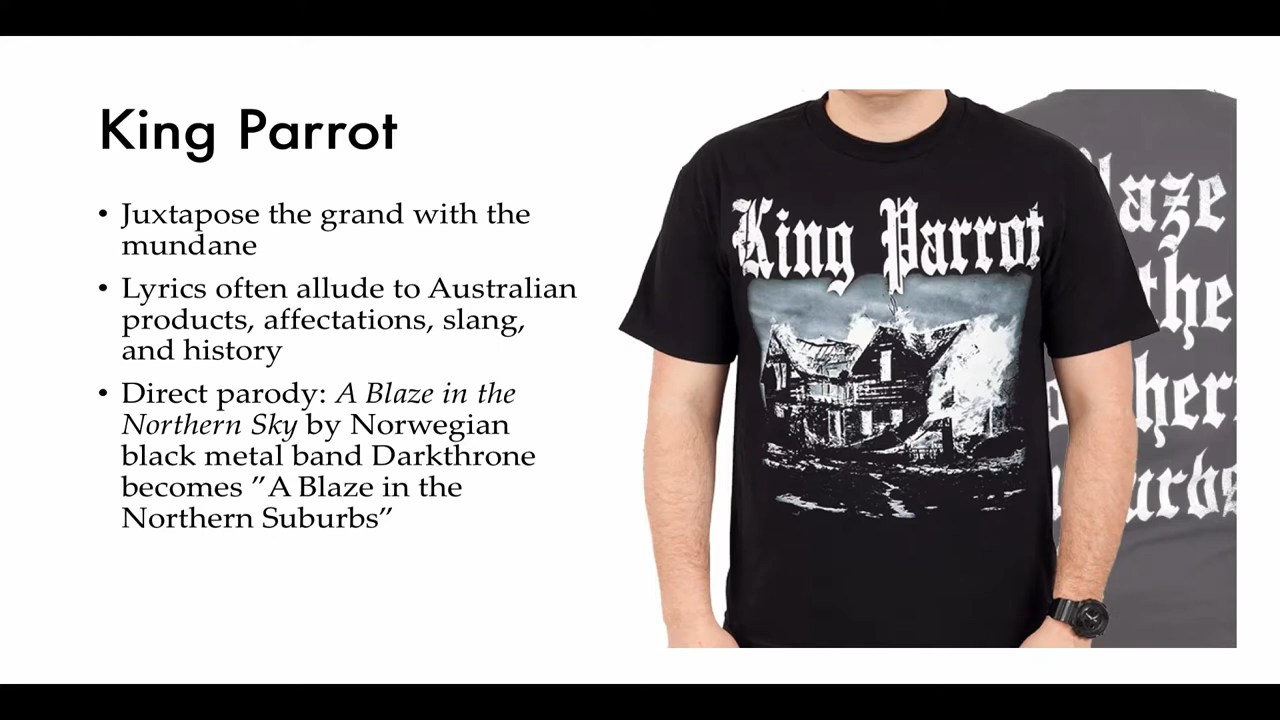 King Parrot
• Juxtapose the grand with the
mundane
• Lyrics often allude to Australian
products, affectations, slang,
and history
• Direct parody: A Blaze in the
Northern Sky by Norwegian
black metal band Darkthrone
becomes ”A Blaze in the
Northern Suburbs”
King Parrot
laze
the